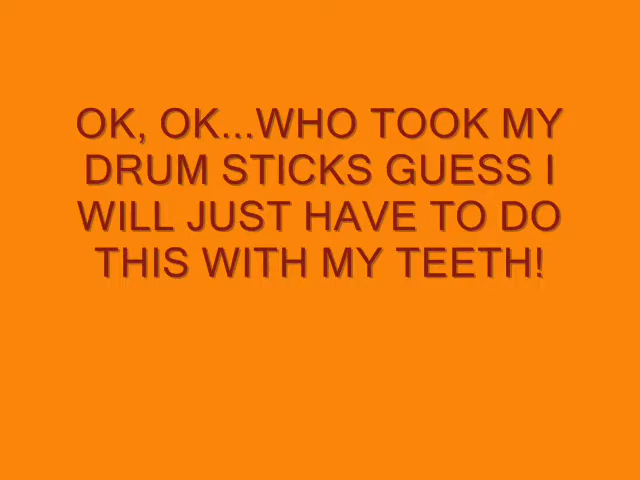 OK, OK...WHO TOOK MY
DRUM STICKS GUESS I
WILL JUST HAVE TO DO
THIS WITH MY TEETH!